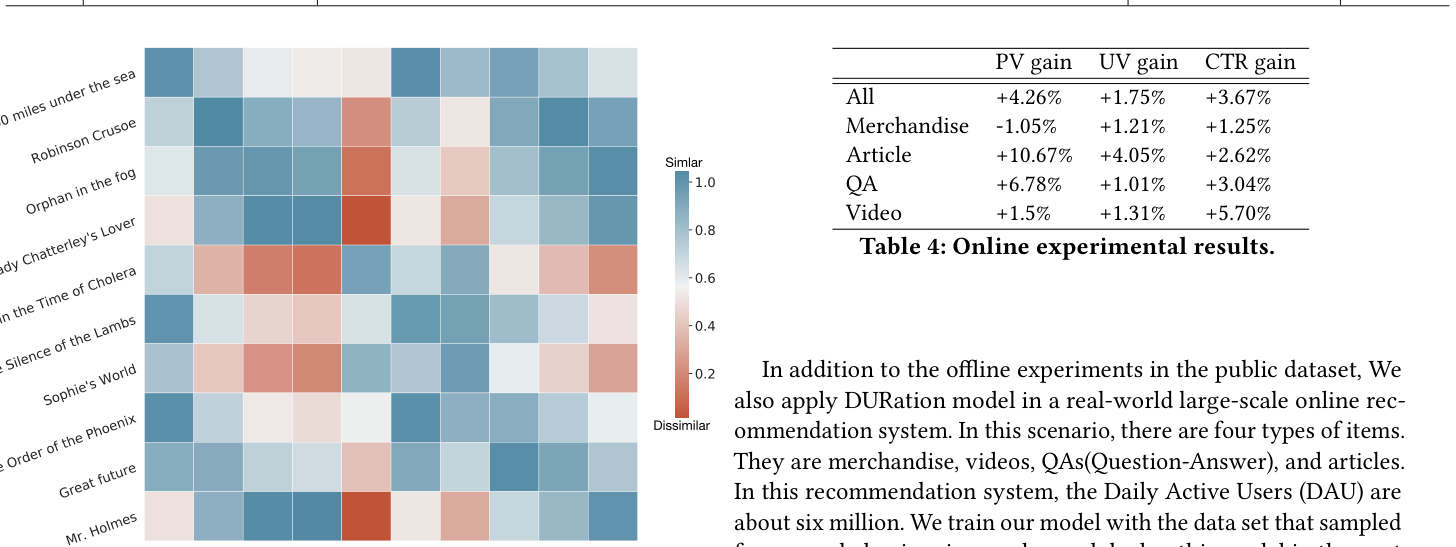 0 miles under the sea
Robinson Crusoe
Orphan in the fog
ady Chatterley's Lover
in the Time of Cholera
Silence of the Lambs
Sophie's World
Order of the Phoenix
Great future
Mr. Holmes
Simlar
1.0
0.8
0.6
0.4
0.2
Dissimilar
PV gain UV gain CTR gain
All +4.26% +1.75% +3.67%
Merchandise -1.05% +1.21% +1.25%
Article +10.67% +4.05% +2.62%
QA +6.78% +1.01% +3.04%
Video +1.5% +1.31% +5.70%
Table 4: Online experimental results.
In addition to the offline experiments in the public dataset, We
also apply DURation model in a real-world large-scale online rec-
ommendation system. In this scenario, there are four types of items.
They are merchandise, videos, QAs(Question-Answer), and articles.
In this recommendation system, the Daily Active Users (DAU) are
about six million. We train our model with the data set that sampled